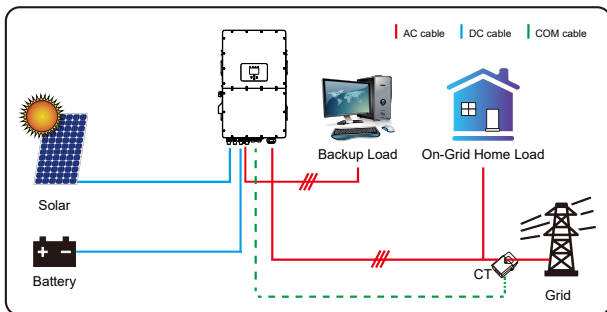 AC cable
DC cable
COM cable
Backup Load
On-Grid Home Load
Solar
Battery
CT
Grid